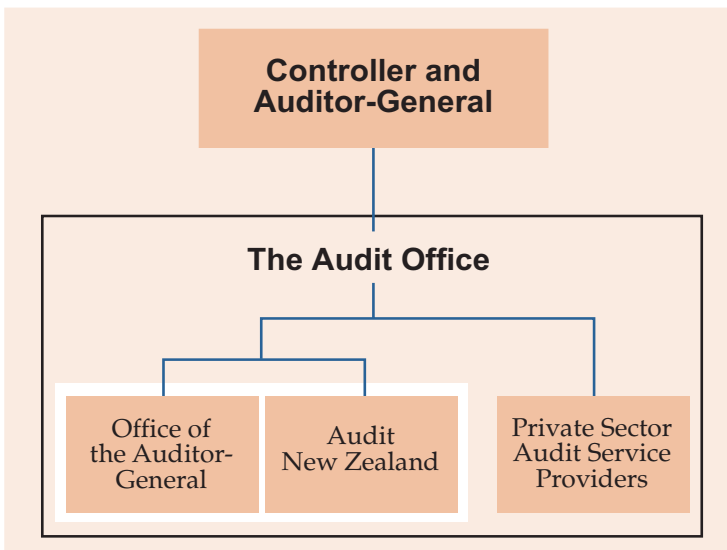 Controller and
Auditor-General
The Audit Office
Office of
the Auditor-
General
Audit
New Zealand
Private Sector
Audit Service
Providers